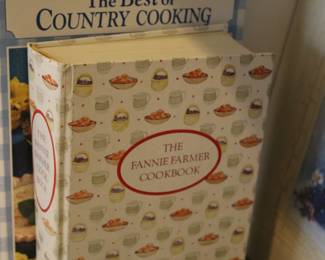 The Best of
COUNTRY COOKING
THE
FANNIE FARMER
COOKBOOK